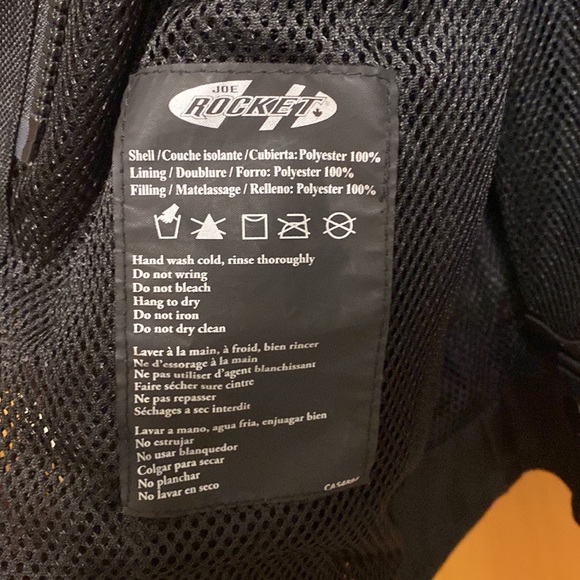 JOE
ROCKET
Shell / Couche isolante / Cubierta: Polyester 100%
Lining / Doublure / Forro: Polyester 100%
Filling / Matelassage / Relleno: Polyester 100%
Hand wash cold, rinse thoroughly
Do not wring
Do not bleach
Hang to dry
Do not iron
Do not dry clean
Laver à la main, à froid, bien rincer
Ne d'essorage à la main
Ne pas utiliser d'agent blanchissant
Faire sécher sure cintre
Ne pas repasser
Séchages a sec interdit
Lavar a mano, agua fria, enjuagar bien
No estrujar
No usar blanquedor
Colgar para secar
No planchar
No lavar en seco